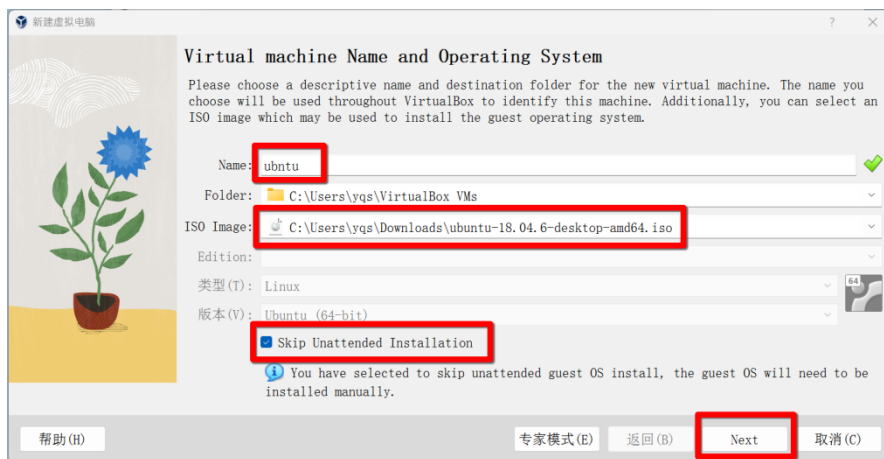 新建虚拟电脑
?
×
Virtual machine Name and Operating System
Please choose a descriptive name and destination folder for the new virtual machine. The name you
choose will be used throughout VirtualBox to identify this machine. Additionally, you can select an
ISO image which may be used to install the guest operating system.
Name: ubntu
Folder: C:\Users\yqs\VirtualBox VMs
ISO Image: C:\Users\yqs\Downloads\ubuntu-18.04.6-desktop-amd64.iso
Edition:
类型(T): Linux
64
版本(V): Ubuntu (64-bit)
Skip Unattended Installation
You have selected to skip unattended guest OS install, the guest OS will need to be
installed manually.
帮助(H) 专家模式(E) 返回(B) Next 取消(C)